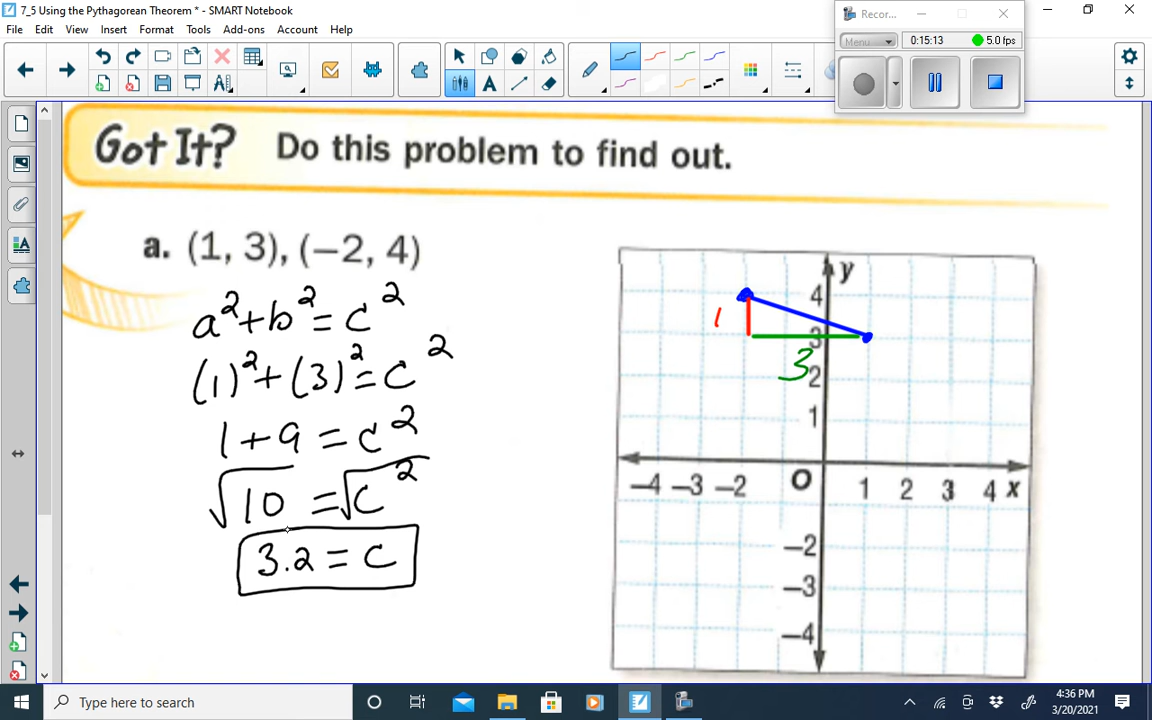 7_5 Using the Pythagorean Theorem * - SMART Notebook
File Edit View Insert Format Tools Add-ons Account Help
Recor...
Menu 0:15:13 5.0 fps
Got It? Do this problem to find out.
a. (1, 3), (−2, 4)
a²+b²=c²
(1)²+(3)²=c²
1+9=c²
√10=√c²
3.2=c
y
4
3
2
1
−4 −3 −2 O 1 2 3 4 x
−2
−3
−4
1
3
Type here to search
4:36 PM
3/20/2021